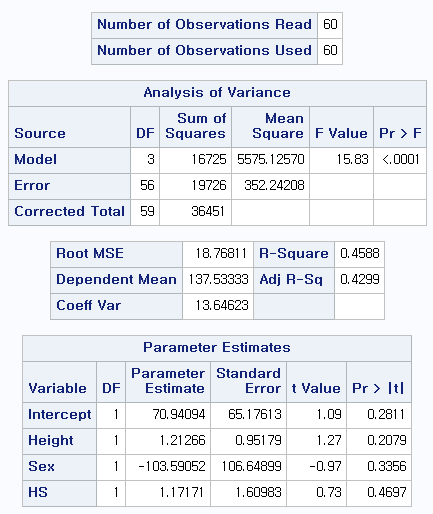 Number of Observations Read 60
Number of Observations Used 60
Analysis of Variance
Source DF Sum of Squares Mean Square F Value Pr > F
Model 3 16725 5575.12570 15.83 <.0001
Error 56 19726 352.24208
Corrected Total 59 36451
Root MSE 18.76811 R-Square 0.4588
Dependent Mean 137.53333 Adj R-Sq 0.4299
Coeff Var 13.64623
Parameter Estimates
Variable DF Parameter Estimate Standard Error t Value Pr > |t|
Intercept 1 70.94094 65.17613 1.09 0.2811
Height 1 1.21266 0.95179 1.27 0.2079
Sex 1 -103.59052 106.64899 -0.97 0.3356
HS 1 1.17171 1.60983 0.73 0.4697